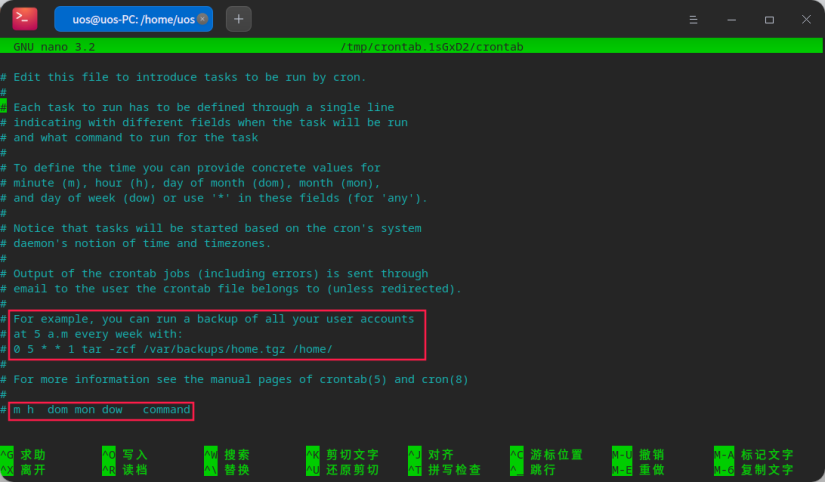 uos@uos-PC: /home/uos
GNU nano 3.2 /tmp/crontab.1sGxD2/crontab
# Edit this file to introduce tasks to be run by cron.
#
# Each task to run has to be defined through a single line
# indicating with different fields when the task will be run
# and what command to run for the task
#
# To define the time you can provide concrete values for
# minute (m), hour (h), day of month (dom), month (mon),
# and day of week (dow) or use '*' in these fields (for 'any').
#
# Notice that tasks will be started based on the cron's system
# daemon's notion of time and timezones.
#
# Output of the crontab jobs (including errors) is sent through
# email to the user the crontab file belongs to (unless redirected).
#
# For example, you can run a backup of all your user accounts
# at 5 a.m every week with:
# 0 5 * * 1 tar -zcf /var/backups/home.tgz /home/
#
# For more information see the manual pages of crontab(5) and cron(8)
#
# m h  dom mon dow   command
^G 求助 ^O 写入 ^W 搜索 ^K 剪切文字 ^J 对齐 ^C 游标位置 M-U 撤销 M-A 标记文字
^X 离开 ^R 读档 ^\ 替换 ^U 还原剪切 ^T 拼写检查 ^_ 跳行 M-E 重做 M-6 复制文字